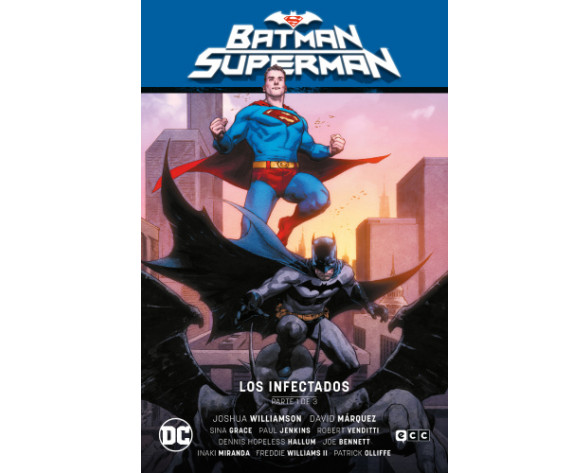 BATMAN
SUPERMAN
LOS INFECTADOS
PARTE 1 DE 3
JOSHUA WILLIAMSON DAVID MÁRQUEZ
SINA GRACE PAUL JENKINS ROBERT VENDITTI
DENNIS HOPELESS HALLUM JOE BENNETT
INAKI MIRANDA FREDDIE WILLIAMS II PATRICK OLLIFFE
DC
ecc